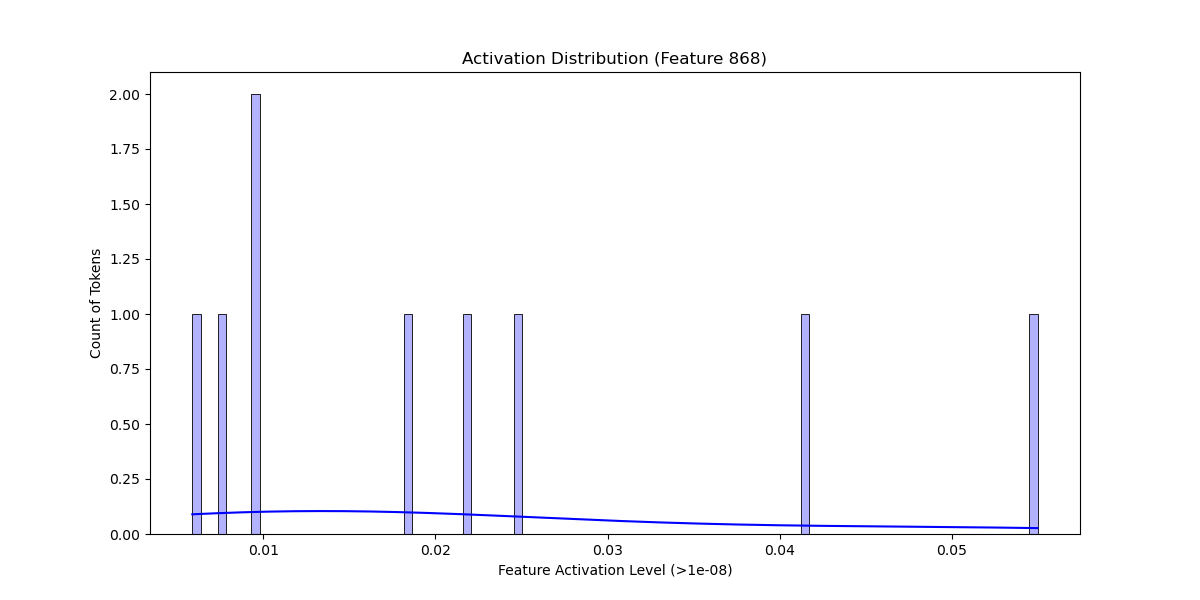 Activation Distribution (Feature 868)
2.00
1.75
1.50
1.25
1.00
0.75
0.50
0.25
0.00
Count of Tokens
0.01 0.02 0.03 0.04 0.05
Feature Activation Level (>1e-08)